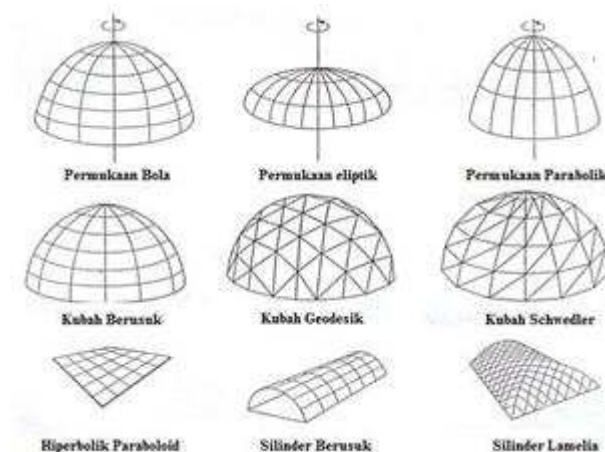 Permukaan Bola
Permukaan eliptik
Permukaan Parabolik
Kubah Berusuk
Kubah Geodesik
Kubah Schwedler
Hiperbolik Paraboloid
Silinder Berusuk
Silinder Lamelia